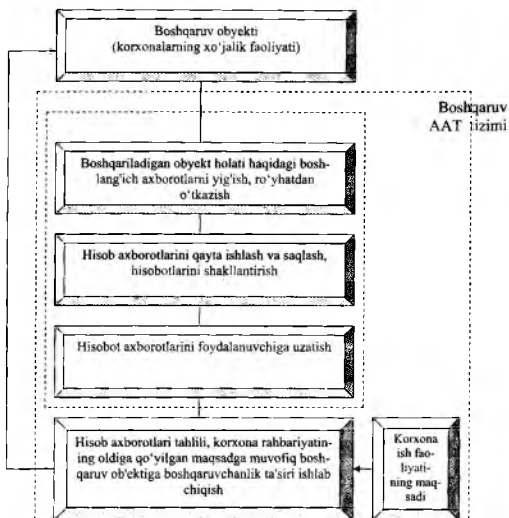 Boshqaruv obyekti
(korxonalarning xo‘jalik faoliyati)
Boshqaruv
AAT tizimi
Boshqariladigan obyekt holati haqidagi bosh-
lang'ich axborotlarni yig'ish, ro‘yhatdan
o‘tkazish
Hisob axborotlarini qayta ishlash va saqlash,
hisobotlarini shakllantirish
Hisobot axborotlarini foydalanuvchiga uzatish
Hisob axborotlari tahlili, korxona rahbariyatin-
ing oldiga qo‘yilgan maqsadga muvofiq bosh-
qaruv ob'ektiga boshqaruvchanlik ta'siri ishlab
chiqish
Korxona
ish fao-
liyati-
ning maq-
sadi